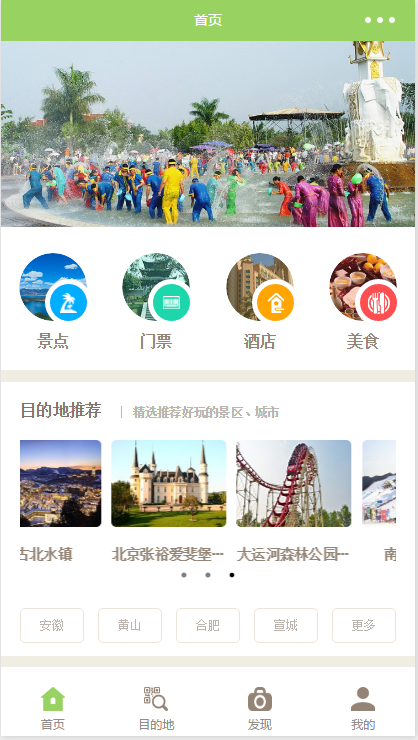 首页
景点 门票 酒店 美食
目的地推荐 | 精选推荐好玩的景区、城市
古北水镇 北京张裕爱斐堡… 大运河森林公园… 南
安徽 黄山 合肥 宣城 更多
首页 目的地 发现 我的